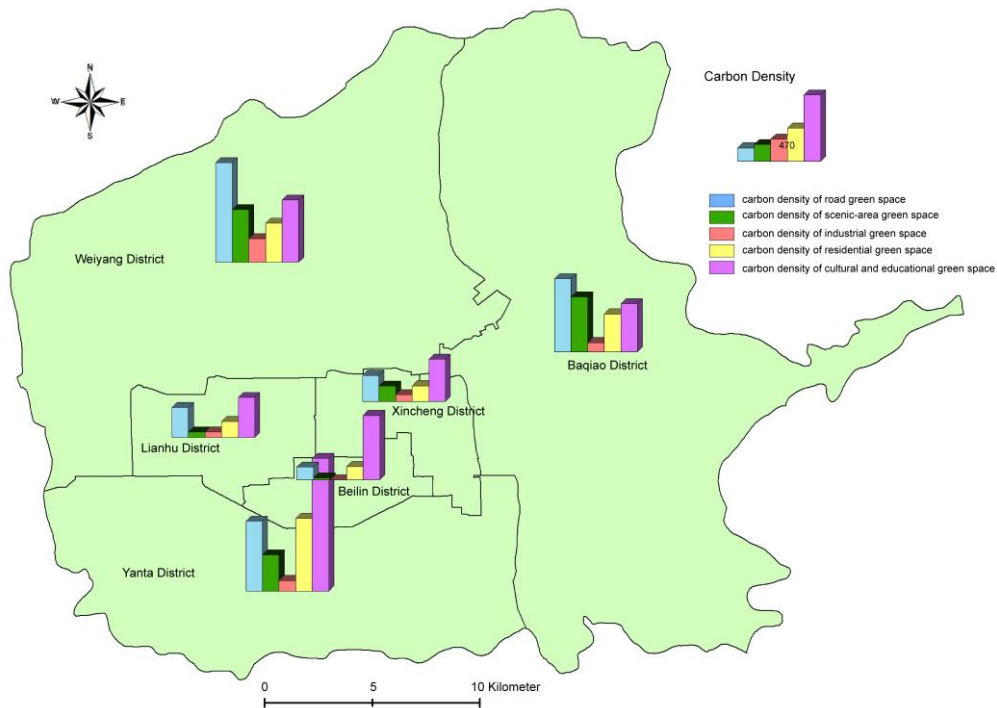 N
W E
S
Carbon Density
470
carbon density of road green space
carbon density of scenic-area green space
carbon density of industrial green space
carbon density of residential green space
carbon density of cultural and educational green space
Weiyang District
Baqiao District
Xincheng District
Lianhu District
Beilin District
Yanta District
0 5 10 Kilometer